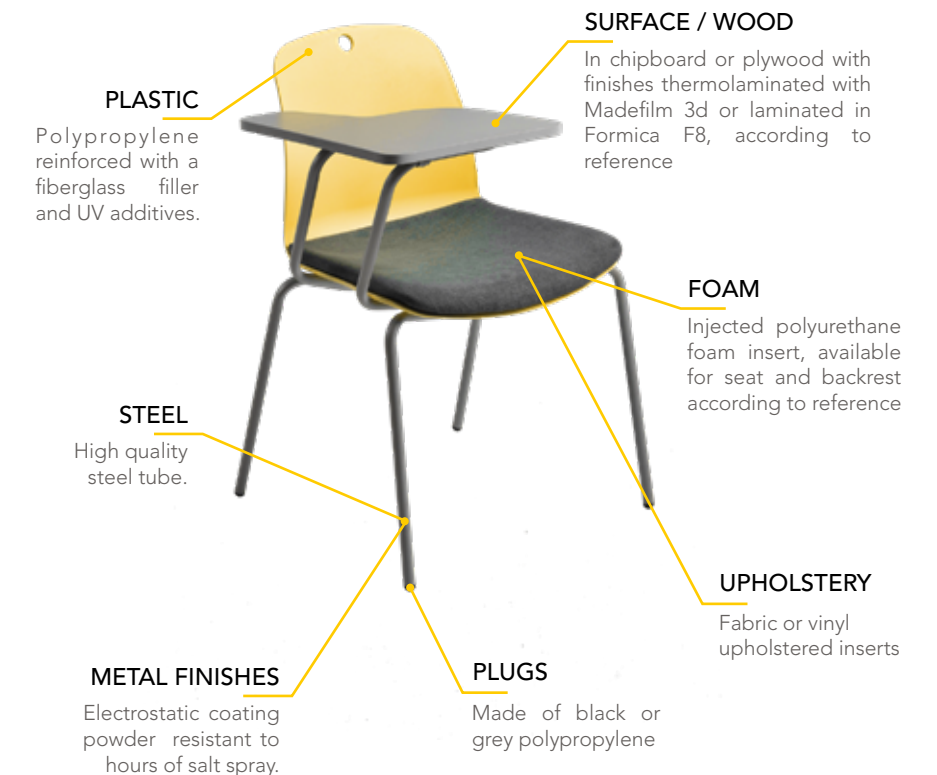 SURFACE / WOOD
In chipboard or plywood with
finishes thermolaminated with
Madefilm 3d or laminated in
Formica F8, according to
reference
PLASTIC
Polypropylene
reinforced with a
fiberglass filler
and UV additives.
FOAM
Injected polyurethane
foam insert, available
for seat and backrest
according to reference
STEEL
High quality
steel tube.
UPHOLSTERY
Fabric or vinyl
upholstered inserts
METAL FINISHES
Electrostatic coating
powder resistant to
hours of salt spray.
PLUGS
Made of black or
grey polypropylene